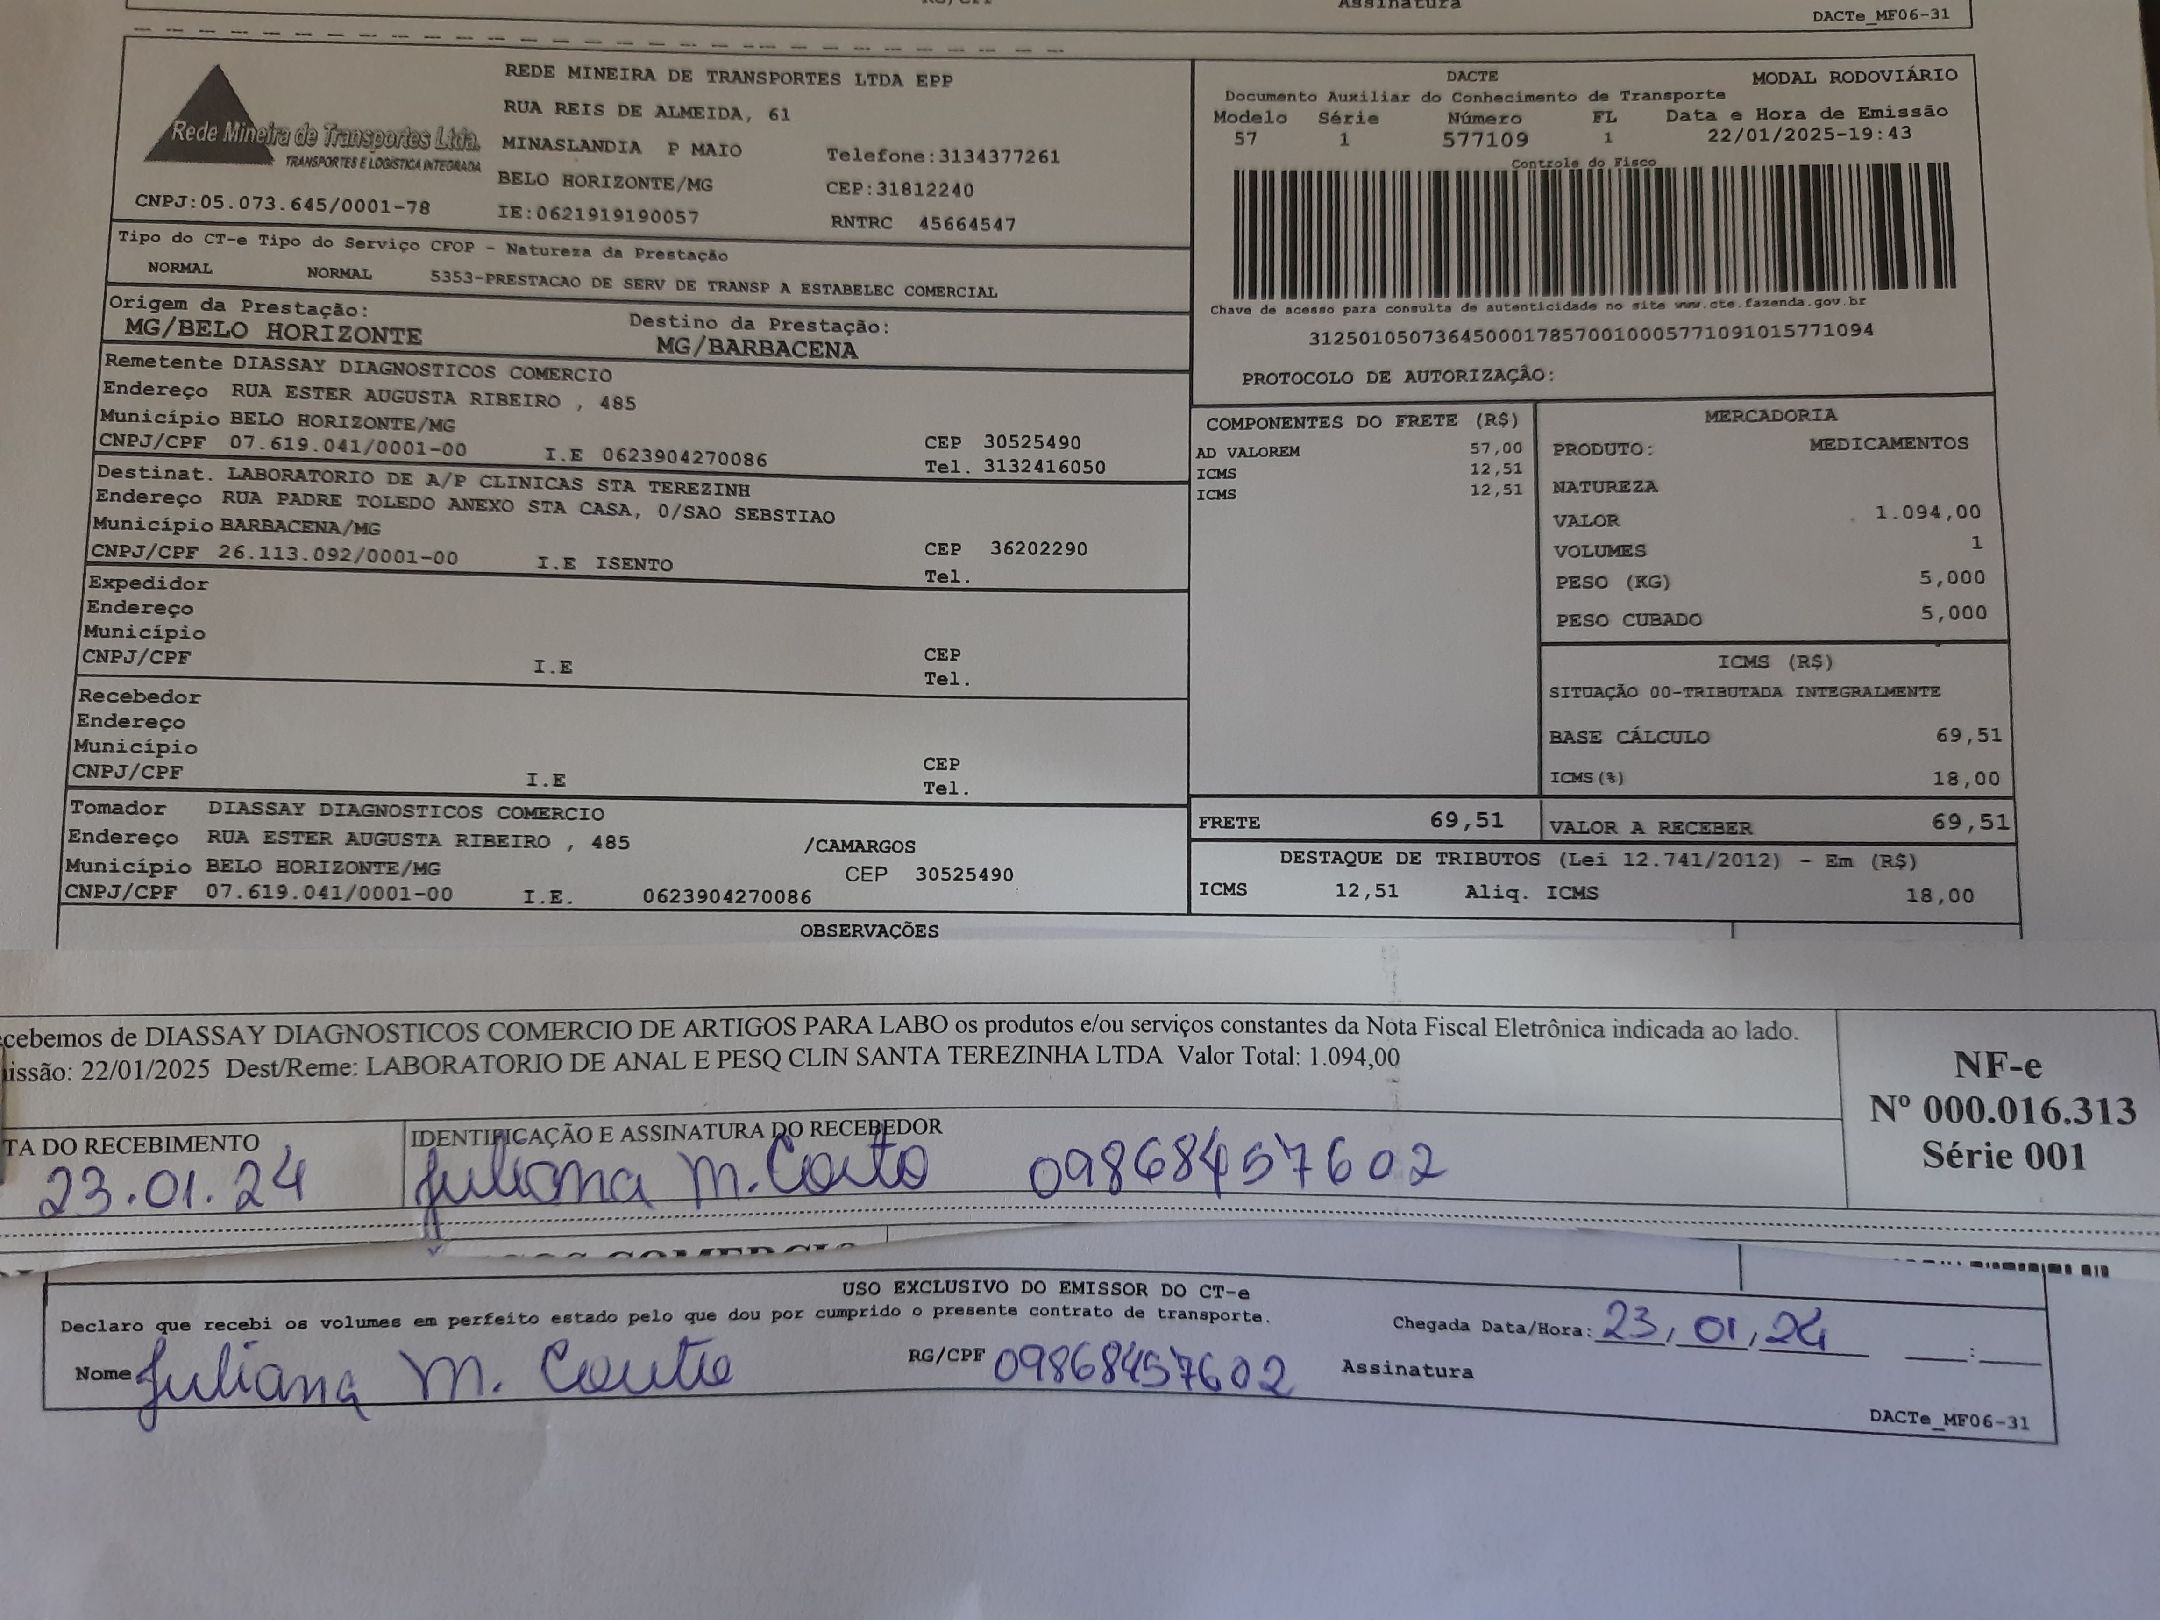 Assinatura
DACTe_MF06-31
Rede Mineira de Transportes Ltda.
TRANSPORTES E LOGÍSTICA INTEGRADA
CNPJ:05.073.645/0001-78
REDE MINEIRA DE TRANSPORTES LTDA EPP
RUA REIS DE ALMEIDA, 61
MINASLANDIA P MAIO Telefone:3134377261
BELO HORIZONTE/MG CEP:31812240
IE:0621919190057 RNTRC 45664547
DACTE MODAL RODOVIÁRIO
Documento Auxiliar do Conhecimento de Transporte
Modelo Série Número FL Data e Hora de Emissão
57 1 577109 1 22/01/2025-19:43
Controle do Fisco
Chave de acesso para consulta de autenticidade no site www.cte.fazenda.gov.br
31250105073645000178570010005771091015771094
PROTOCOLO DE AUTORIZAÇÃO:
Tipo do CT-e Tipo do Serviço CFOP - Natureza da Prestação
NORMAL NORMAL 5353-PRESTACAO DE SERV DE TRANSP A ESTABELEC COMERCIAL
Origem da Prestação: Destino da Prestação:
MG/BELO HORIZONTE MG/BARBACENA
Remetente DIASSAY DIAGNOSTICOS COMERCIO
Endereço RUA ESTER AUGUSTA RIBEIRO , 485
Município BELO HORIZONTE/MG CEP 30525490
CNPJ/CPF 07.619.041/0001-00 I.E 0623904270086 Tel. 3132416050
Destinat. LABORATORIO DE A/P CLINICAS STA TEREZINH
Endereço RUA PADRE TOLEDO ANEXO STA CASA, 0/SAO SEBSTIAO
Município BARBACENA/MG CEP 36202290
CNPJ/CPF 26.113.092/0001-00 I.E ISENTO Tel.
Expedidor
Endereço
Município CEP
CNPJ/CPF I.E Tel.
Recebedor
Endereço
Município CEP
CNPJ/CPF I.E Tel.
Tomador DIASSAY DIAGNOSTICOS COMERCIO
Endereço RUA ESTER AUGUSTA RIBEIRO , 485 /CAMARGOS
Município BELO HORIZONTE/MG CEP 30525490
CNPJ/CPF 07.619.041/0001-00 I.E. 0623904270086
OBSERVAÇÕES
COMPONENTES DO FRETE (R$)
AD VALOREM 57,00
ICMS 12,51
ICMS 12,51
MERCADORIA
PRODUTO: MEDICAMENTOS
NATUREZA
VALOR 1.094,00
VOLUMES 1
PESO (KG) 5,000
PESO CUBADO 5,000
ICMS (R$)
SITUAÇÃO 00-TRIBUTADA INTEGRALMENTE
BASE CÁLCULO 69,51
ICMS(%) 18,00
FRETE 69,51 VALOR A RECEBER 69,51
DESTAQUE DE TRIBUTOS (Lei 12.741/2012) - Em (R$)
ICMS 12,51 Aliq. ICMS 18,00
cebemos de DIASSAY DIAGNOSTICOS COMERCIO DE ARTIGOS PARA LABO os produtos e/ou serviços constantes da Nota Fiscal Eletrônica indicada ao lado.
issão: 22/01/2025 Dest/Reme: LABORATORIO DE ANAL E PESQ CLIN SANTA TEREZINHA LTDA Valor Total: 1.094,00
TA DO RECEBIMENTO IDENTIFICAÇÃO E ASSINATURA DO RECEBEDOR
23.01.24 Juliana M. Couto 09868457602
NF-e
Nº 000.016.313
Série 001
USO EXCLUSIVO DO EMISSOR DO CT-e
Declaro que recebi os volumes em perfeito estado pelo que dou por cumprido o presente contrato de transporte.
Chegada Data/Hora: 23, 01, 24 :
Nome Juliana M. Couto RG/CPF 09868457602 Assinatura
DACTe_MF06-31